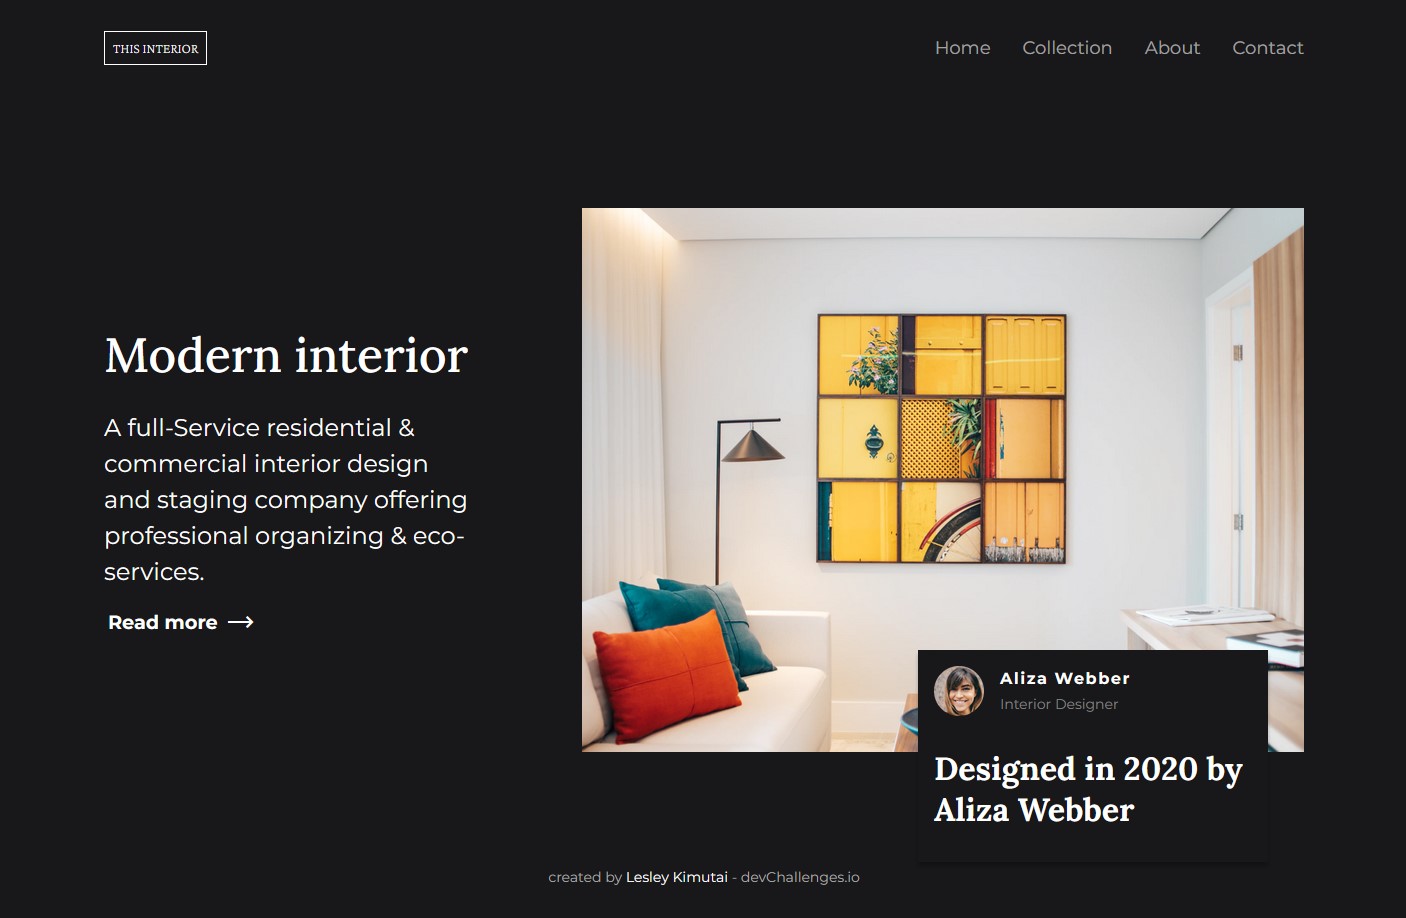 THIS INTERIOR
Home Collection About Contact
Modern interior
A full-Service residential &
commercial interior design
and staging company offering
professional organizing & eco-
services.
Read more
Aliza Webber
Interior Designer
Designed in 2020 by
Aliza Webber
created by Lesley Kimutai - devChallenges.io